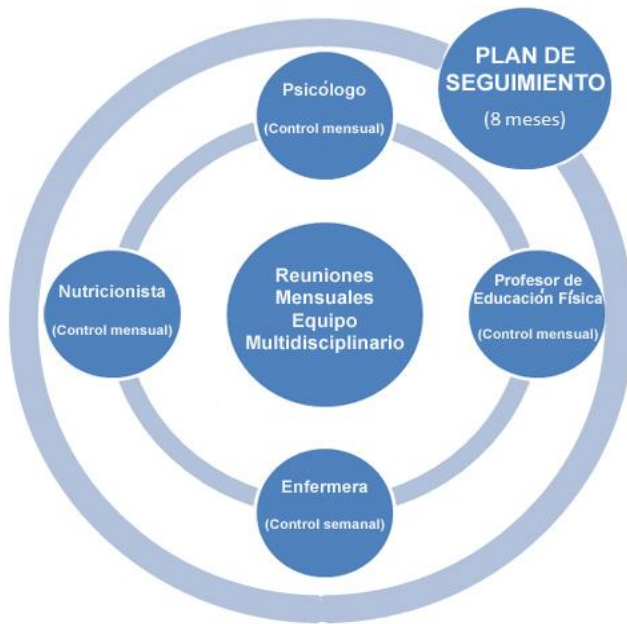 PLAN DE
SEGUIMIENTO
(8 meses)
Psicólogo
(Control mensual)
Nutricionista
(Control mensual)
Reuniones
Mensuales
Equipo
Multidisciplinario
Profesor de
Educación Física
(Control mensual)
Enfermera
(Control semanal)